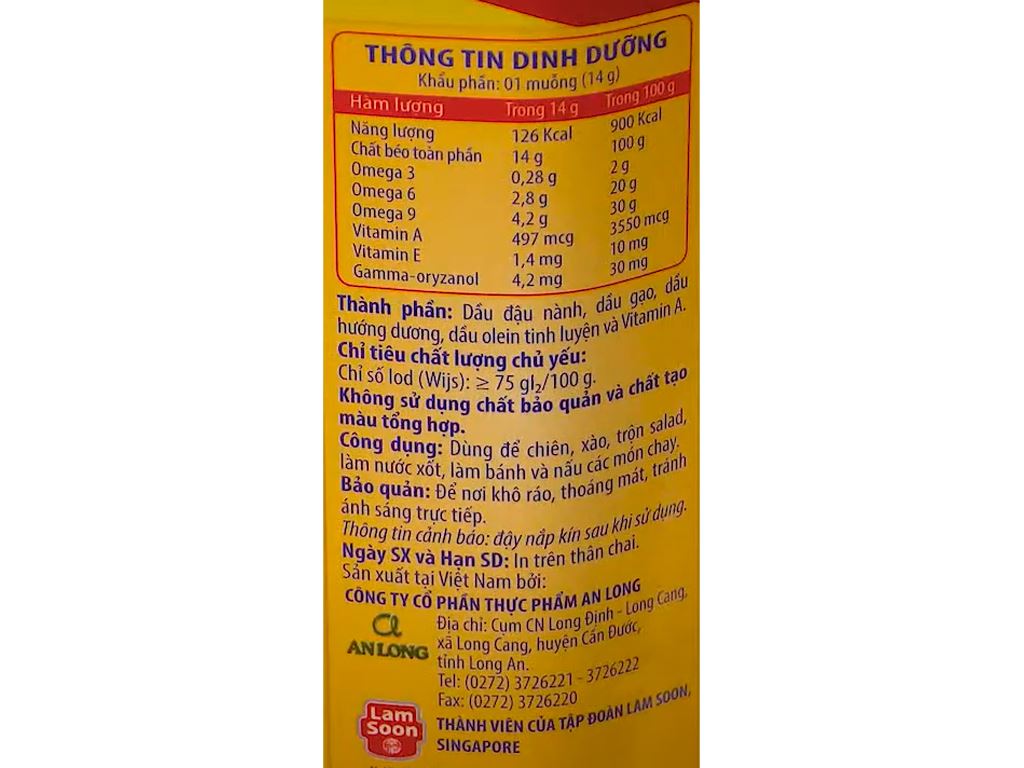 THÔNG TIN DINH DƯỠNG
Khẩu phần: 01 muỗng (14 g)
Hàm lượng Trong 14 g Trong 100 g
Năng lượng 126 Kcal 900 Kcal
Chất béo toàn phần 14 g 100 g
Omega 3 0,28 g 2 g
Omega 6 2,8 g 20 g
Omega 9 4,2 g 30 g
Vitamin A 497 mcg 3550 mcg
Vitamin E 1,4 mg 10 mg
Gamma-oryzanol 4,2 mg 30 mg
Thành phần: Dầu đậu nành, dầu gạo, dầu
hướng dương, dầu olein tinh luyện và Vitamin A.
Chỉ tiêu chất lượng chủ yếu:
Chỉ số Iod (Wijs): ≥ 75 gI₂/100 g.
Không sử dụng chất bảo quản và chất tạo
màu tổng hợp.
Công dụng: Dùng để chiên, xào, trộn salad,
làm nước xốt, làm bánh và nấu các món chay.
Bảo quản: Để nơi khô ráo, thoáng mát, tránh
ánh sáng trực tiếp.
Thông tin cảnh báo: đậy nắp kín sau khi sử dụng.
Ngày SX và Hạn SD: In trên thân chai.
Sản xuất tại Việt Nam bởi:
CÔNG TY CỔ PHẦN THỰC PHẨM AN LONG
Địa chỉ: Cụm CN Long Định - Long Cang,
xã Long Cang, huyện Cần Đước,
tỉnh Long An.
AN LONG
Tel: (0272) 3726221 - 3726222
Fax: (0272) 3726220
Lam
Soon
THÀNH VIÊN CỦA TẬP ĐOÀN LAM SOON,
SINGAPORE